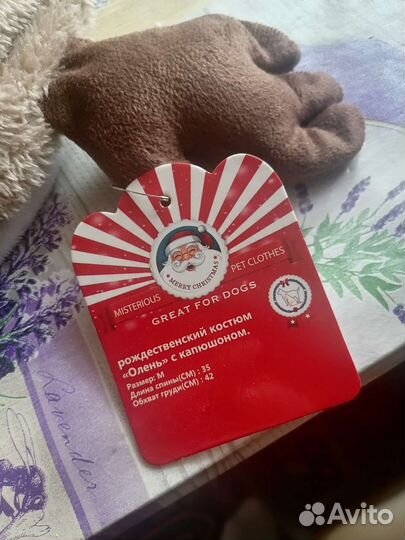 MERRY CHRISTMAS
MISTERIOUS PET CLOTHES
GREAT FOR DOGS
рождественский костюм
«Олень» с капюшоном.
Размер: М
Длина спины(СМ) : 35
Обхват груди(СМ) : 42
Lavender
Avito